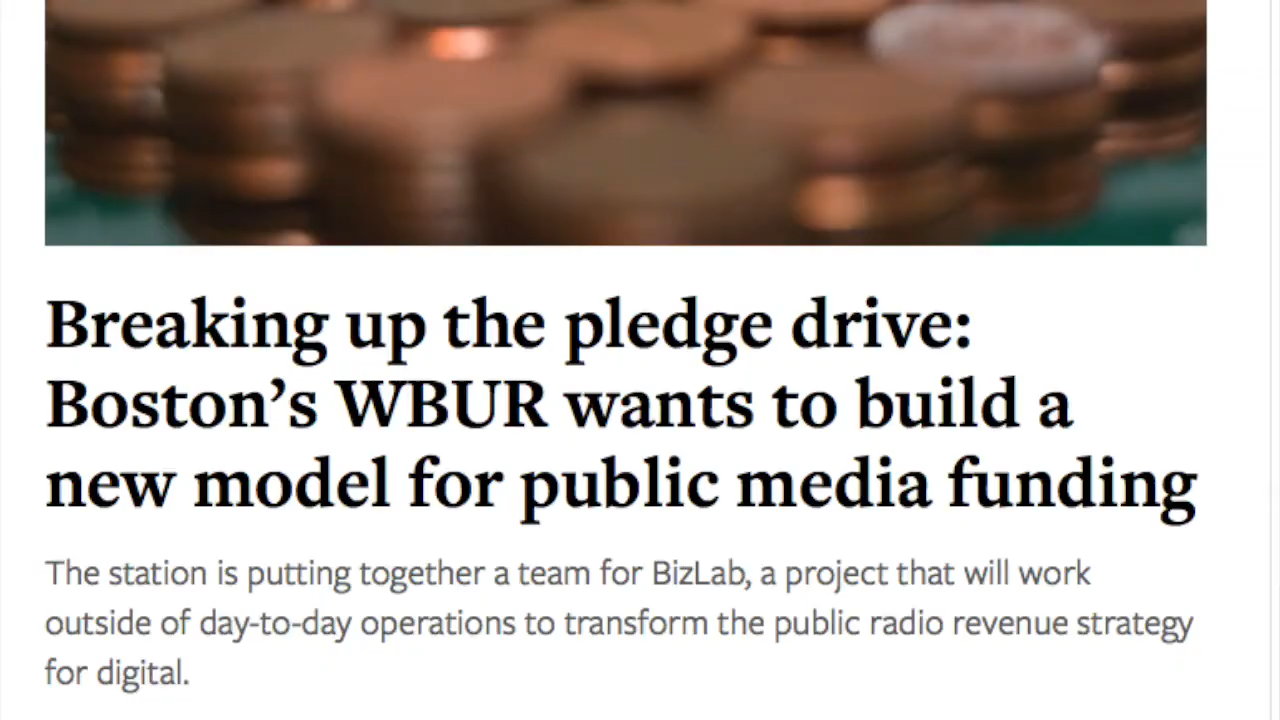 Breaking up the pledge drive:
Boston’s WBUR wants to build a
new model for public media funding
The station is putting together a team for BizLab, a project that will work
outside of day-to-day operations to transform the public radio revenue strategy
for digital.